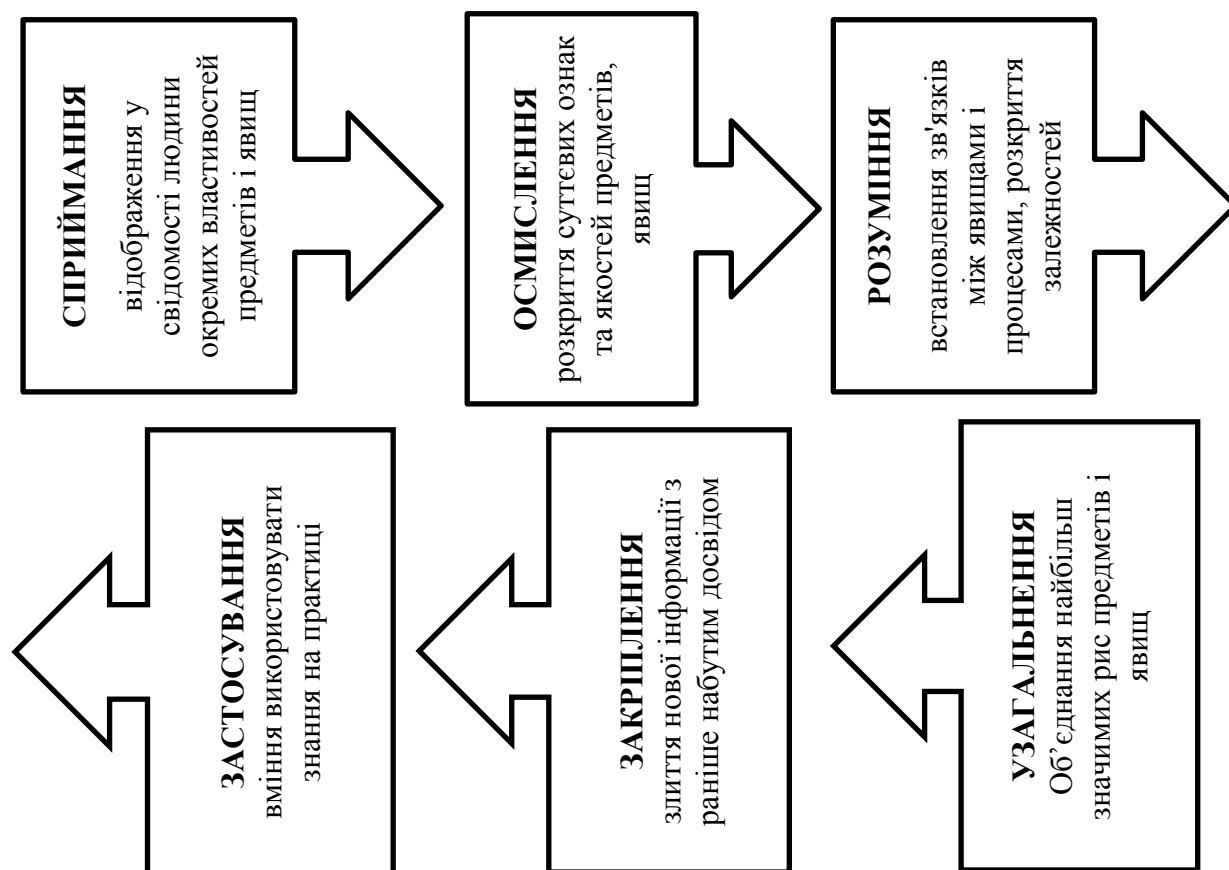 СПРИЙМАННЯ
відображення у
свідомості людини
окремих властивостей
предметів і явищ
ОСМИСЛЕННЯ
розкриття суттєвих ознак
та якостей предметів,
явищ
РОЗУМІННЯ
встановлення зв'язків
між явищами і
процесами, розкриття
залежностей
УЗАГАЛЬНЕННЯ
Об’єднання найбільш
значимих рис предметів і
явищ
ЗАКРІПЛЕННЯ
злиття нової інформації з
раніше набутим досвідом
ЗАСТОСУВАННЯ
вміння використовувати
знання на практиці